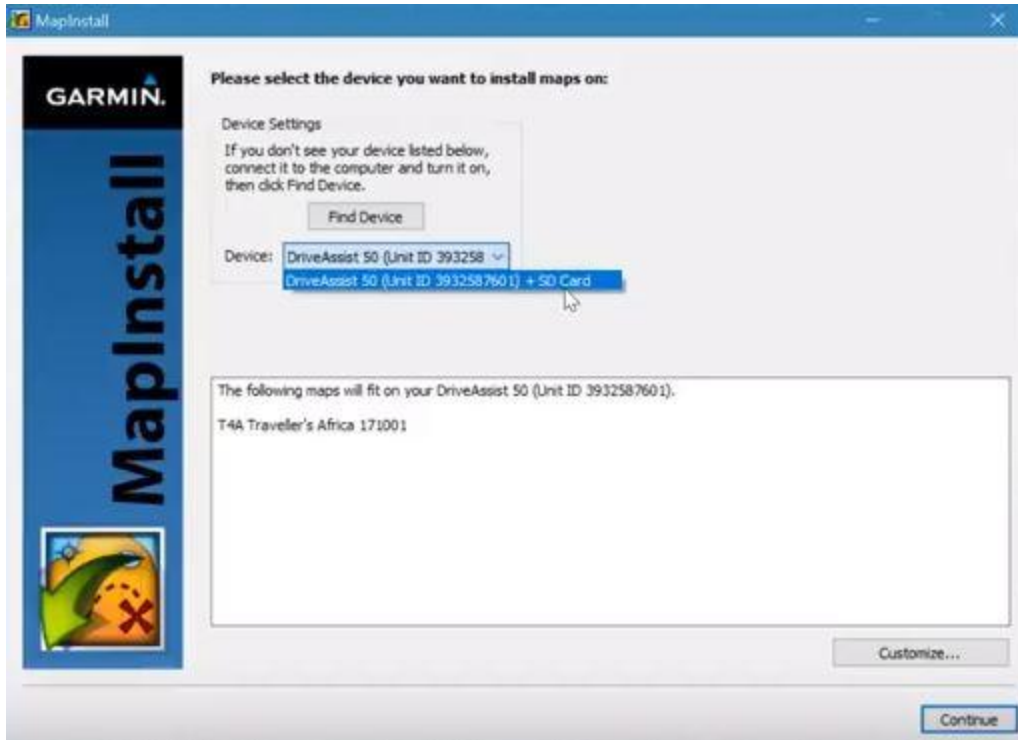 MapInstall
GARMIN.
MapInstall
Please select the device you want to install maps on:
Device Settings
If you don't see your device listed below,
connect it to the computer and turn it on,
then click Find Device.
Find Device
Device: DriveAssist 50 (Unit ID 393258
DriveAssist 50 (Unit ID 3932587601) + SD Card
The following maps will fit on your DriveAssist 50 (Unit ID 3932587601).
T4A Traveller's Africa 171001
Customize...
Continue